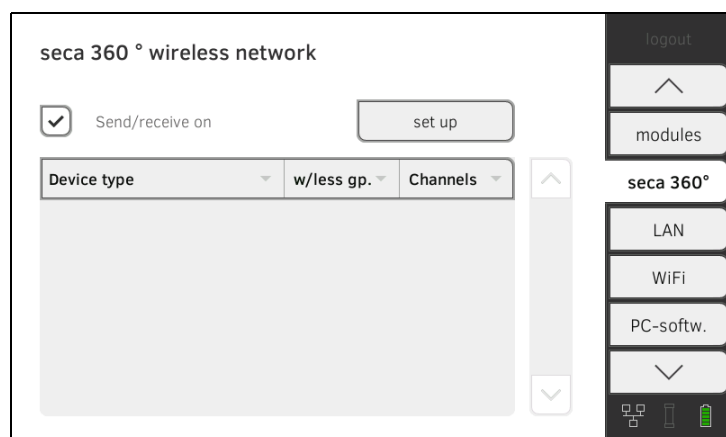 seca 360 ° wireless network
Send/receive on
set up
Device type
w/less gp.
Channels
logout
modules
seca 360°
LAN
WiFi
PC-softw.